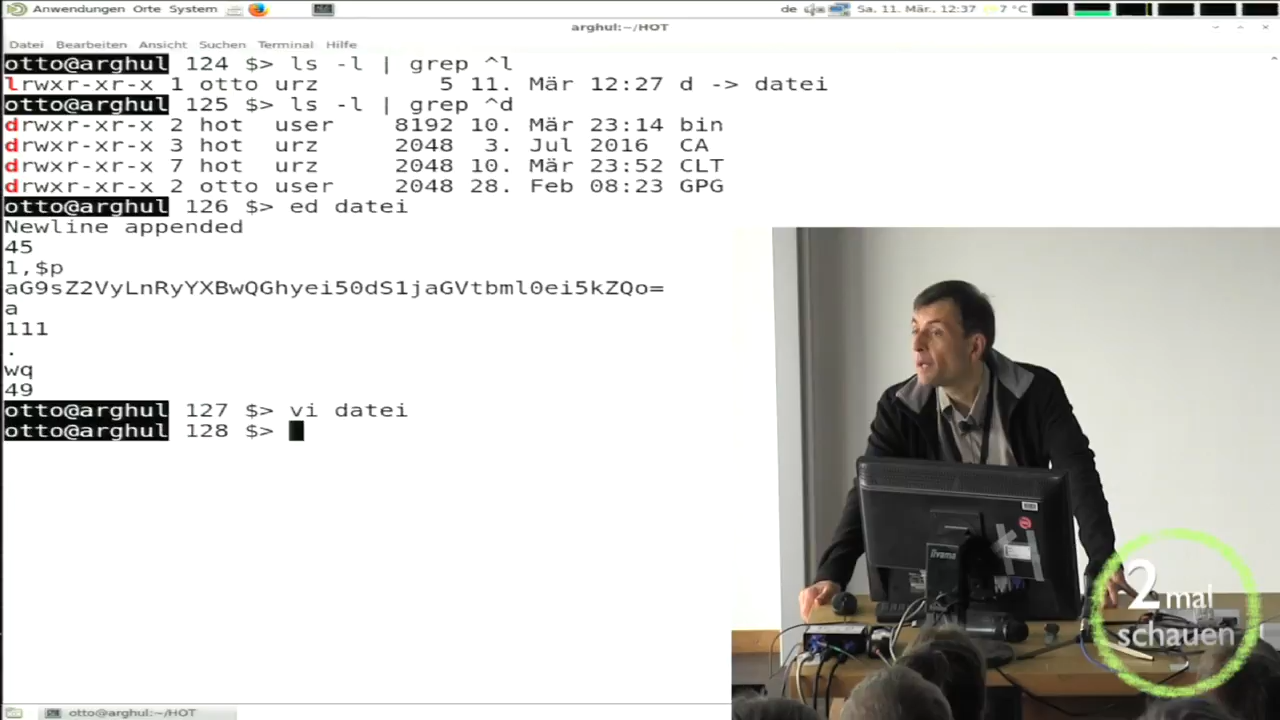 Anwendungen Orte System
de Sa. 11. Mär., 12:37 7 °C
arghul:~/HOT
Datei Bearbeiten Ansicht Suchen Terminal Hilfe
otto@arghul 124 $> ls -l | grep ^l
lrwxr-xr-x 1 otto urz 5 11. Mär 12:27 d -> datei
otto@arghul 125 $> ls -l | grep ^d
drwxr-xr-x 2 hot user 8192 10. Mär 23:14 bin
drwxr-xr-x 3 hot urz 2048 3. Jul 2016 CA
drwxr-xr-x 7 hot urz 2048 10. Mär 23:52 CLT
drwxr-xr-x 2 otto user 2048 28. Feb 08:23 GPG
otto@arghul 126 $> ed datei
Newline appended
45
1,$p
aG9sZ2VyLnRyYXBwQGhyei50dS1jaGVtbml0ei5kZQo=
a
111
.
wq
49
otto@arghul 127 $> vi datei
otto@arghul 128 $>
iiyama
2 mal
schauen
arghul:~/HOT